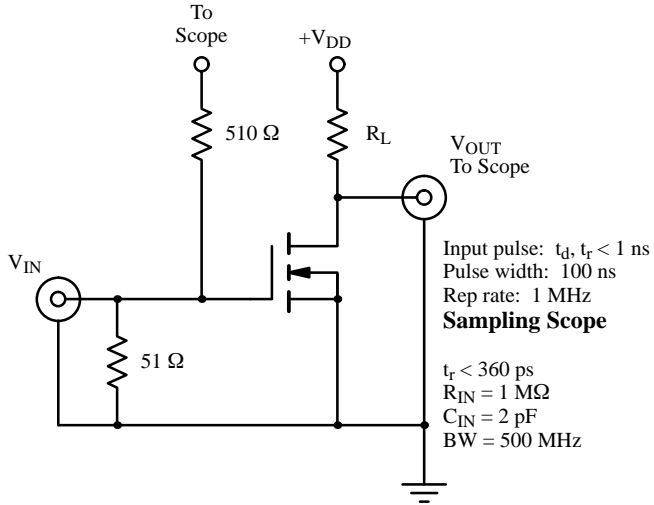 To
Scope
+VDD
510 Ω
RL
VOUT
To Scope
VIN
51 Ω
Input pulse: td, tr < 1 ns
Pulse width: 100 ns
Rep rate: 1 MHz
Sampling Scope
tr < 360 ps
RIN = 1 MΩ
CIN = 2 pF
BW = 500 MHz